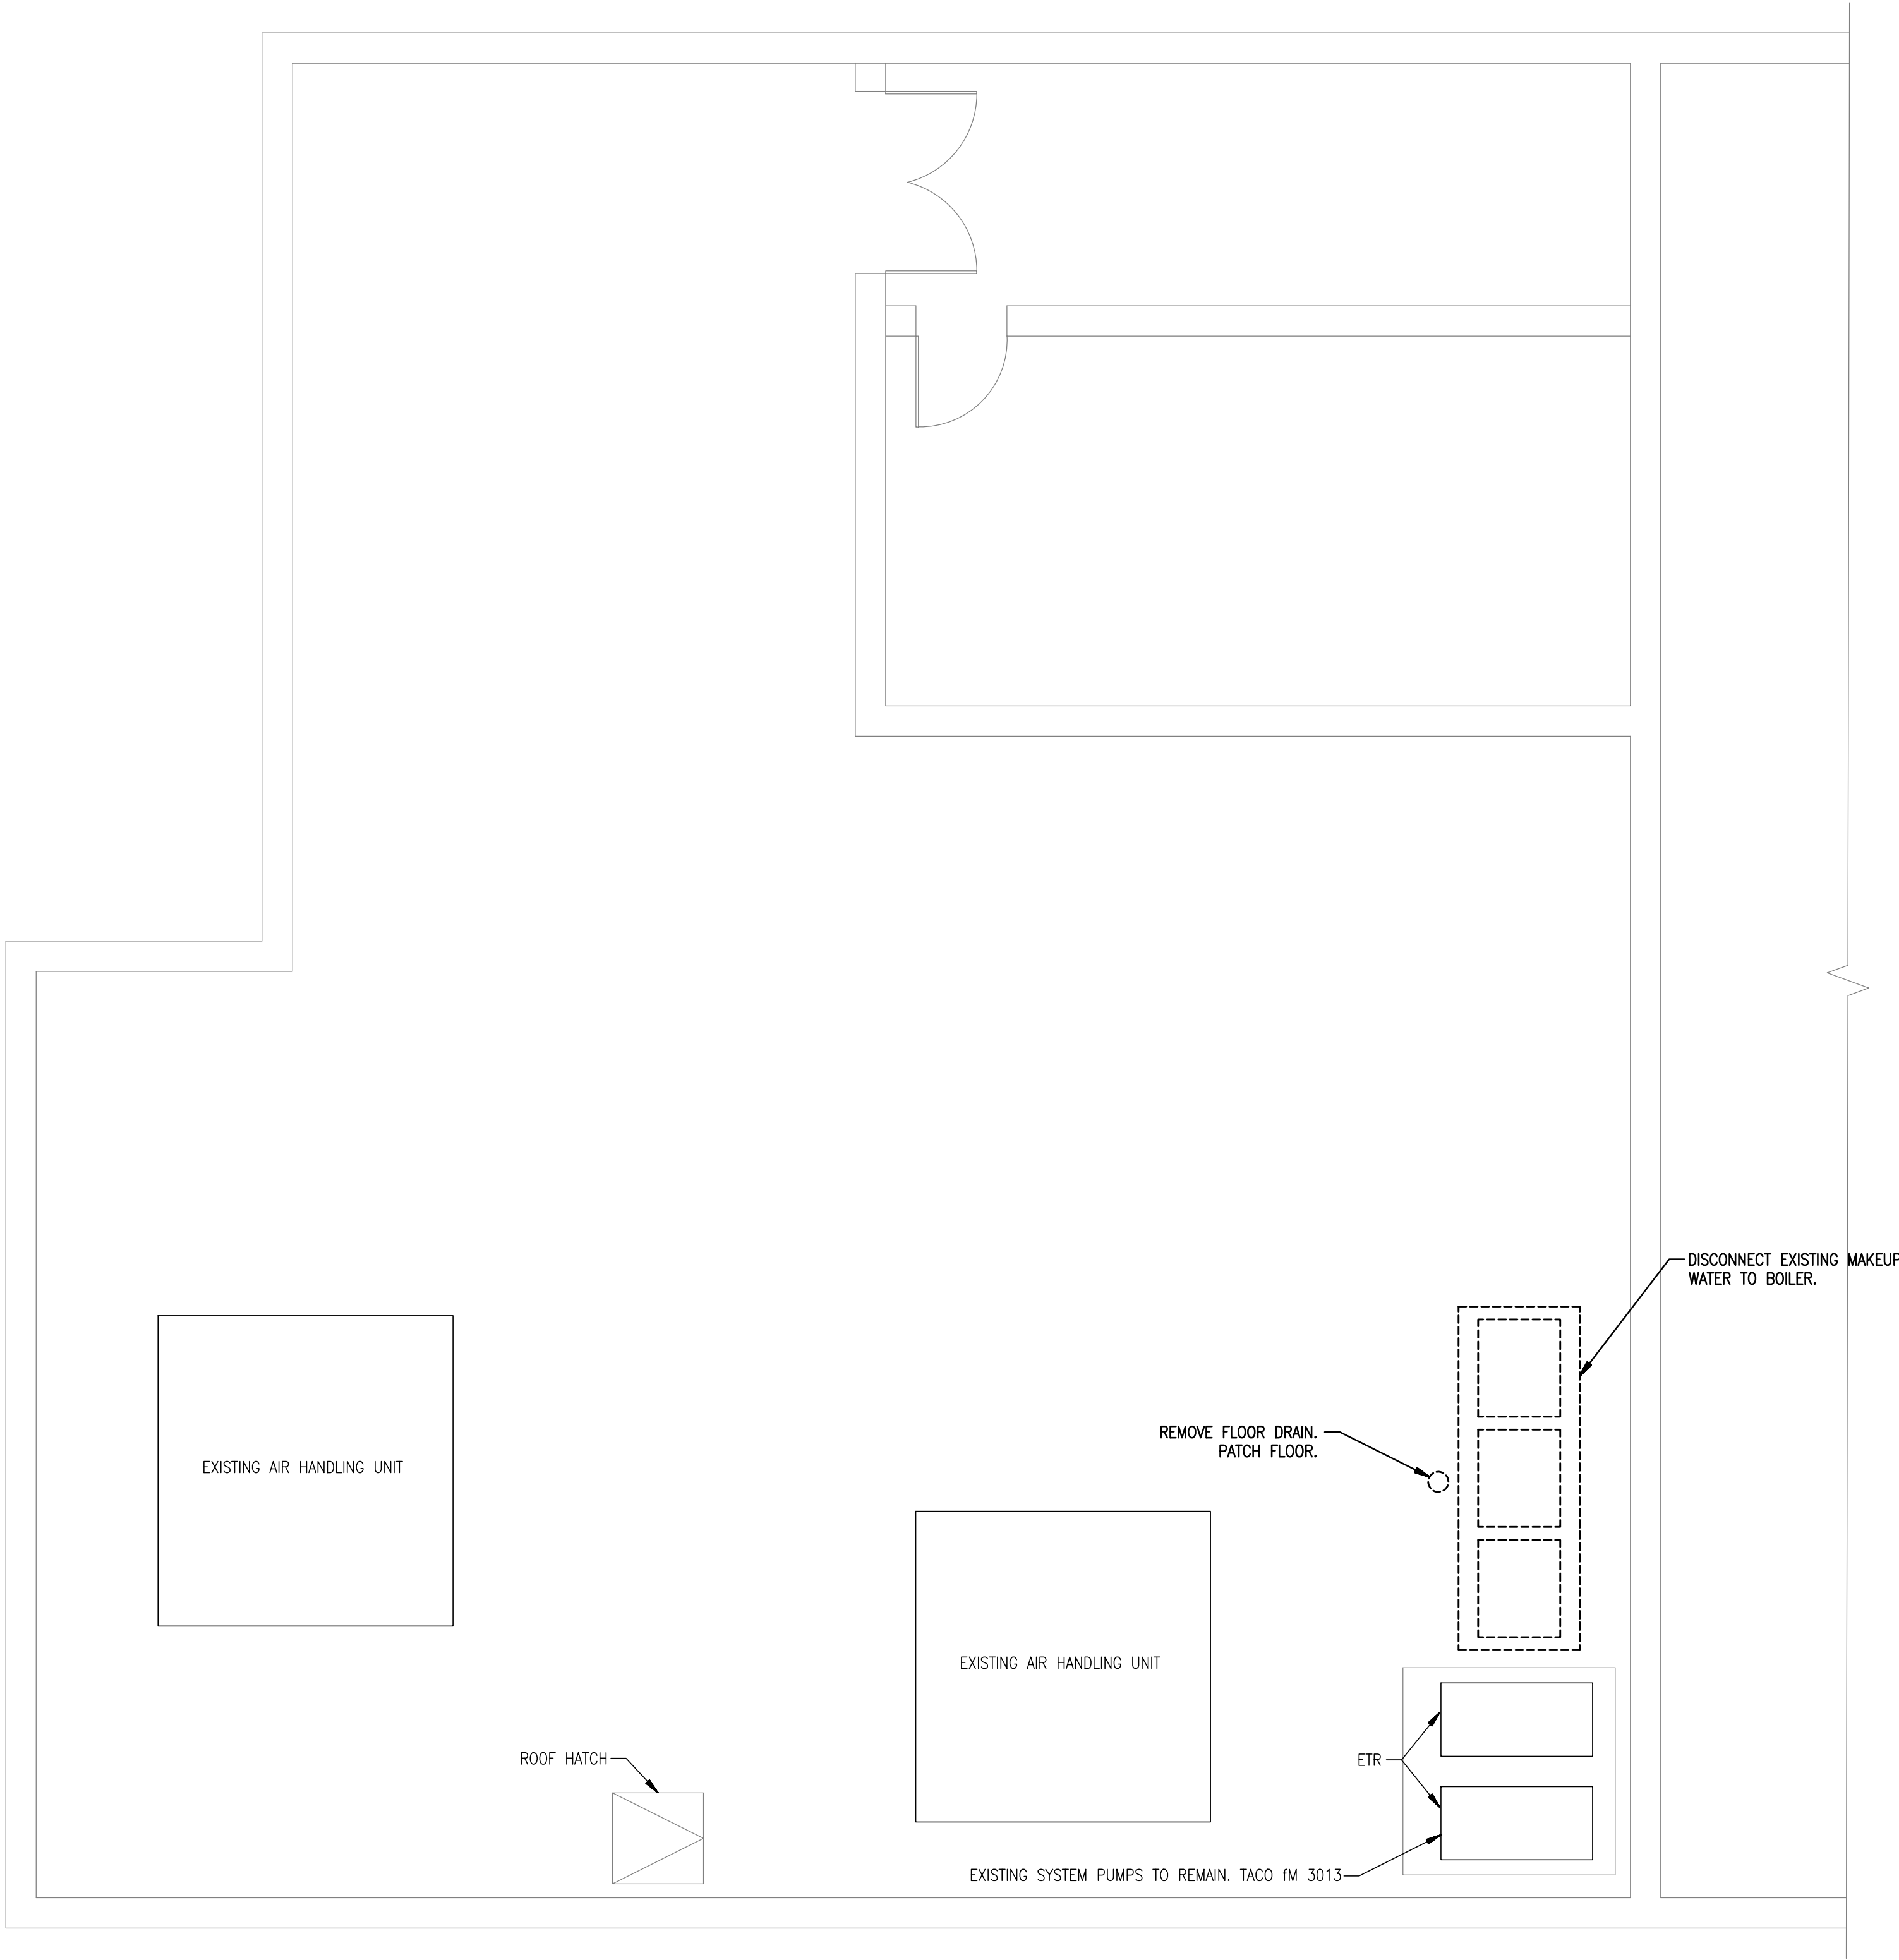 DISCONNECT EXISTING MAKEUP
WATER TO BOILER.
REMOVE FLOOR DRAIN.
PATCH FLOOR.
EXISTING AIR HANDLING UNIT
EXISTING AIR HANDLING UNIT
ROOF HATCH
ETR
EXISTING SYSTEM PUMPS TO REMAIN. TACO fM 3013